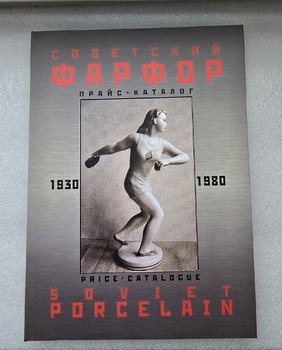 СОВЕТСКИЙ
ФАРФОР
ПРАЙС-КАТАЛОГ
1930 1980
PRICE-CATALOGUE
SOVIET
PORCELAIN